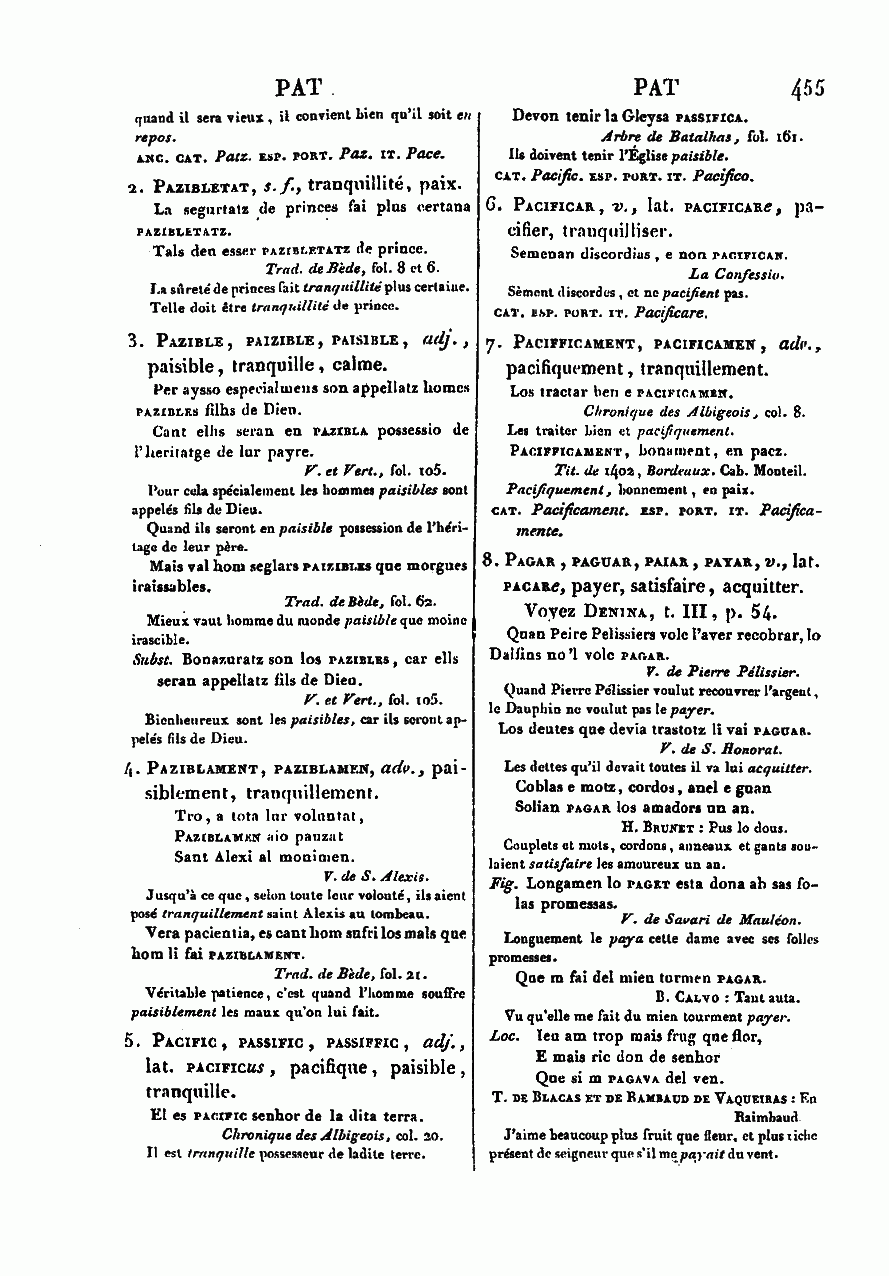 PAT
PAT 455
quand il sera vieux, il convient bien qu'il soit en
repos.
ANC. CAT. Patz. ESP. PORT. Paz. IT. Pace.
2. PAZIBLETAT, s. f., tranquillité, paix.
La segurtatz de princes fai plus certana
PAZIBLETATZ.
Tals den esser PAZIBLETATZ de prince.
Trad. de Bède, fol. 8 et 6.
La sûreté de princes fait tranquillité plus certaine.
Telle doit être tranquillité de prince.
3. PAZIBLE, PAIZIBLE, PAISIBLE, adj.,
paisible, tranquille, calme.
Per aysso especialmens son appellatz homes
PAZIBLES filhs de Dieu.
Cant ellis seran en PAZIBLA possessio de
l'heritatge de lur payre.
V. et Vert., fol. 105.
Pour cela spécialement les hommes paisibles sont
appelés fils de Dieu.
Quand ils seront en paisible possession de l'héri-
tage de leur père.
Mais val hom seglars PAIZIBLES que morgues
iraissables.
Trad. de Bède, fol. 62.
Mieux vaut homme du monde paisible que moine
irascible.
Subst. Bonazuratz son los PAZIBLES, car ells
seran appellatz fils de Dieu.
V. et Vert., fol. 105.
Bienheureux sont les paisibles, car ils seront ap-
pelés fils de Dieu.
4. PAZIBLAMENT, PAZIBLAMEN, adv., pai-
siblement, tranquillement.
Tro, a tota lur voluntat,
PAZIBLAMEN aio pauzat
Sant Alexi al monimen.
V. de S. Alexis.
Jusqu'à ce que, selon toute leur volonté, ils aient
posé tranquillement saint Alexis au tombeau.
Vera pacientia, es cant hom sufri los mals que
hom li fai PAZIBLAMENT.
Trad. de Bède, fol. 21.
Véritable patience, c'est quand l'homme souffre
paisiblement les maux qu'on lui fait.
5. PACIFIC, PASSIFIC, PASSIFFIC, adj.,
lat. PACIFICus, pacifique, paisible,
tranquille.
El es PACIFIC senhor de la dita terra.
Chronique des Albigeois, col. 20.
Il est tranquille possesseur de ladite terre.
Devon tenir la Gleysa PASSIFICA.
Arbre de Batalhas, fol. 161.
Ils doivent tenir l'Église paisible.
CAT. Pacific. ESP. PORT. IT. Pacifico.
6. PACIFICAR, v., lat. PACIFICARe, pa-
cifier, tranquilliser.
Semenan discordias, e non PACIFICAN.
La Confessio.
Sèment discordes, et ne pacifient pas.
CAT. ESP. PORT. IT. Pacificare.
7. PACIFFICAMENT, PACIFICAMEN, adv.,
pacifiquement, tranquillement.
Los tractar ben e PACIFICAMEN.
Chronique des Albigeois, col. 8.
Les traiter bien et pacifiquement.
PACIFFICAMENT, bonament, en pacz.
Tit. de 1402, Bordeaux. Cab. Monteil.
Pacifiquement, bonnement, en paix.
CAT. Pacificament. ESP. PORT. IT. Pacifica-
mente.
8. PAGAR, PAGUAR, PAIAR, PAYAR, v., lat.
PACARe, payer, satisfaire, acquitter.
Voyez DENINA, t. III, p. 54.
Quan Peire Pelissiers volc l'aver recobrar, lo
Dalfins no'l volc PAGAR.
V. de Pierre Pélissier.
Quand Pierre Pélissier voulut recouvrer l'argent,
le Dauphin ne voulut pas le payer.
Los deutes que devia trastotz li vai PAGUAR.
V. de S. Honorat.
Les dettes qu'il devait toutes il va lui acquitter.
Coblas e motz, cordos, anel e guan
Solian PAGAR los amadors un an.
H. BRUNET : Pus lo dous.
Couplets et mots, cordons, anneaux et gants sou-
laient satisfaire les amoureux un an.
Fig. Longamen lo PAGET esta dona ab sas fo-
las promessas.
V. de Savari de Mauléon.
Longuement le paya cette dame avec ses folles
promesses.
Que m fai del mieu turmen PAGAR.
B. CALVO : Tant auta.
Vu qu'elle me fait du mien tourment payer.
Loc. Ieu am trop mais frug que flor,
E mais ric don de senhor
Que si m PAGAVA del ven.
T. DE BLACAS ET DE RAMBAUD DE VAQUEIRAS : En
Raimbaud
J'aime beaucoup plus fruit que fleur, et plus riche
présent de seigneur que s'il me payait du vent.